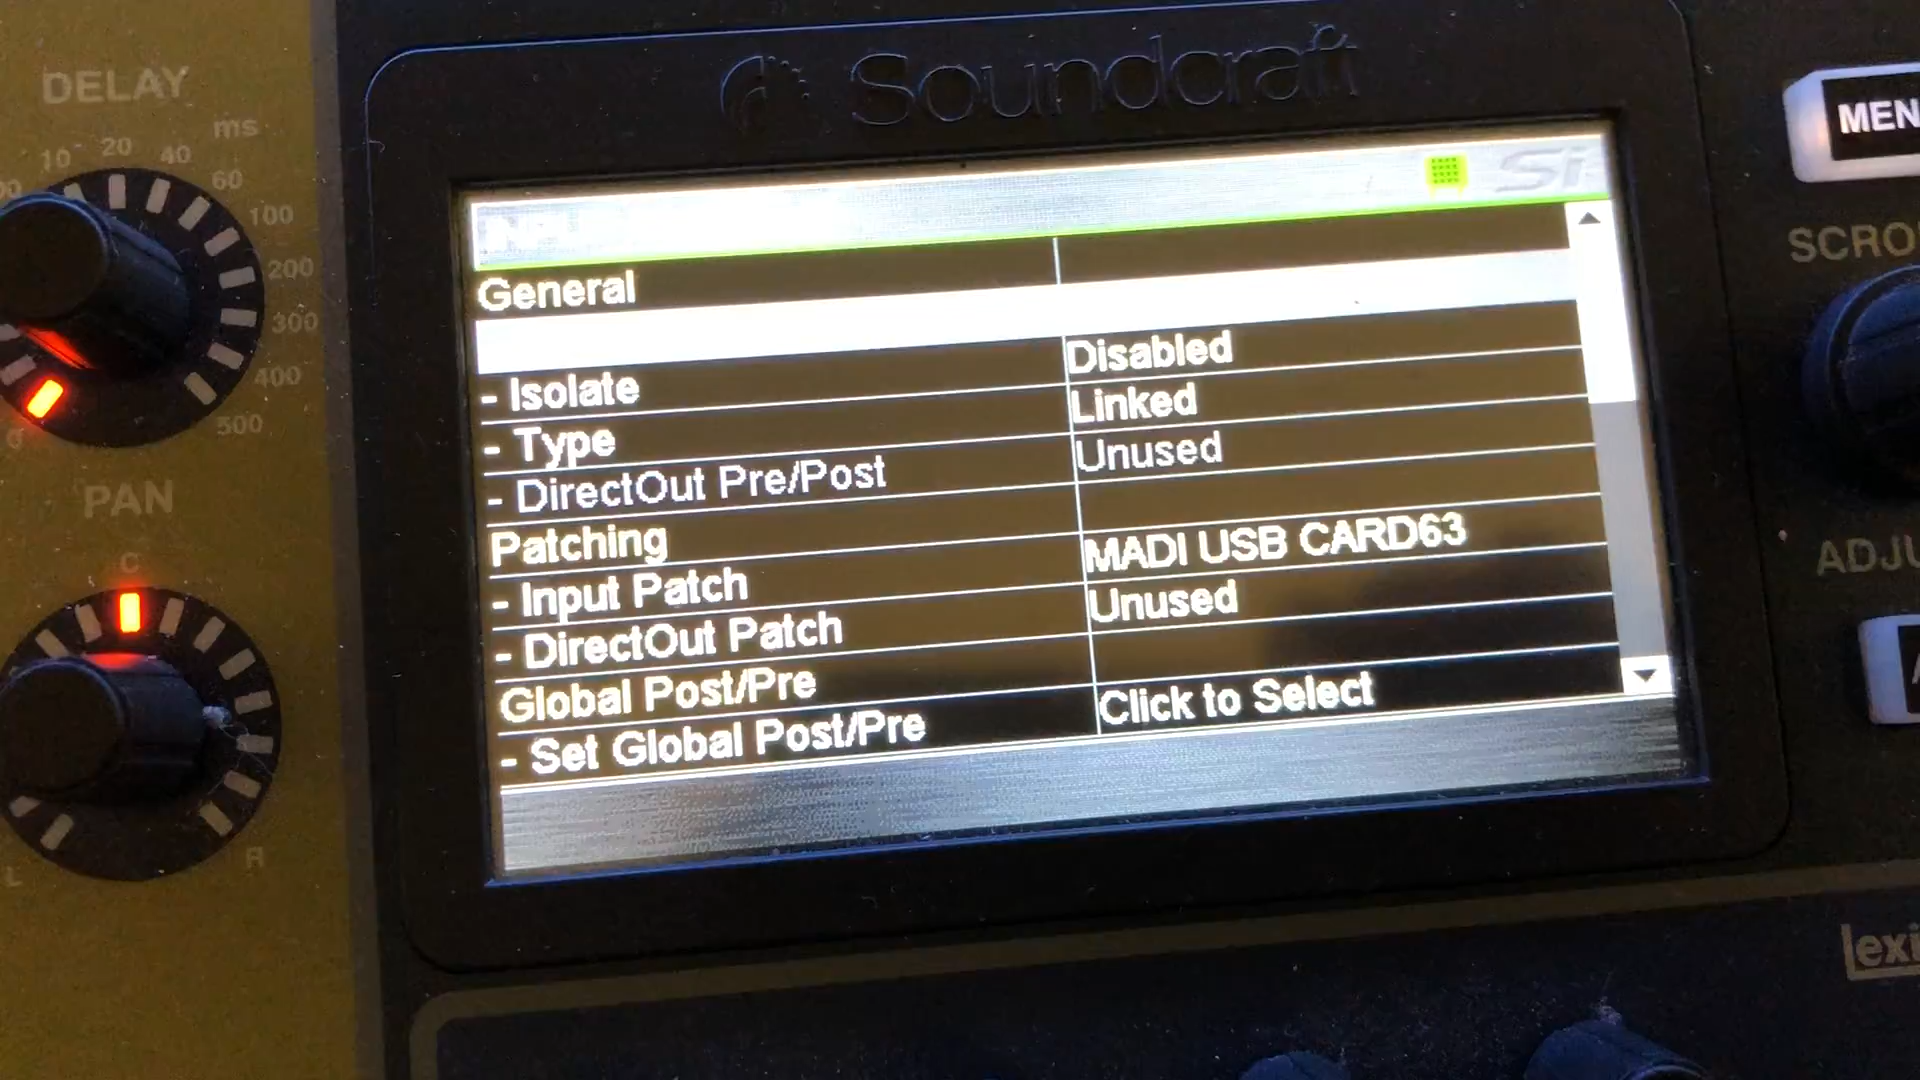 DELAY
ms
10 20 40 60 100 200 300 400 500
PAN
C
L R
Soundcraft
Si
General
- Isolate Disabled
- Type Linked
- DirectOut Pre/Post Unused
Patching
- Input Patch MADI USB CARD63
- DirectOut Patch Unused
Global Post/Pre
- Set Global Post/Pre Click to Select
MEN
SCRO
ADJU
lexi